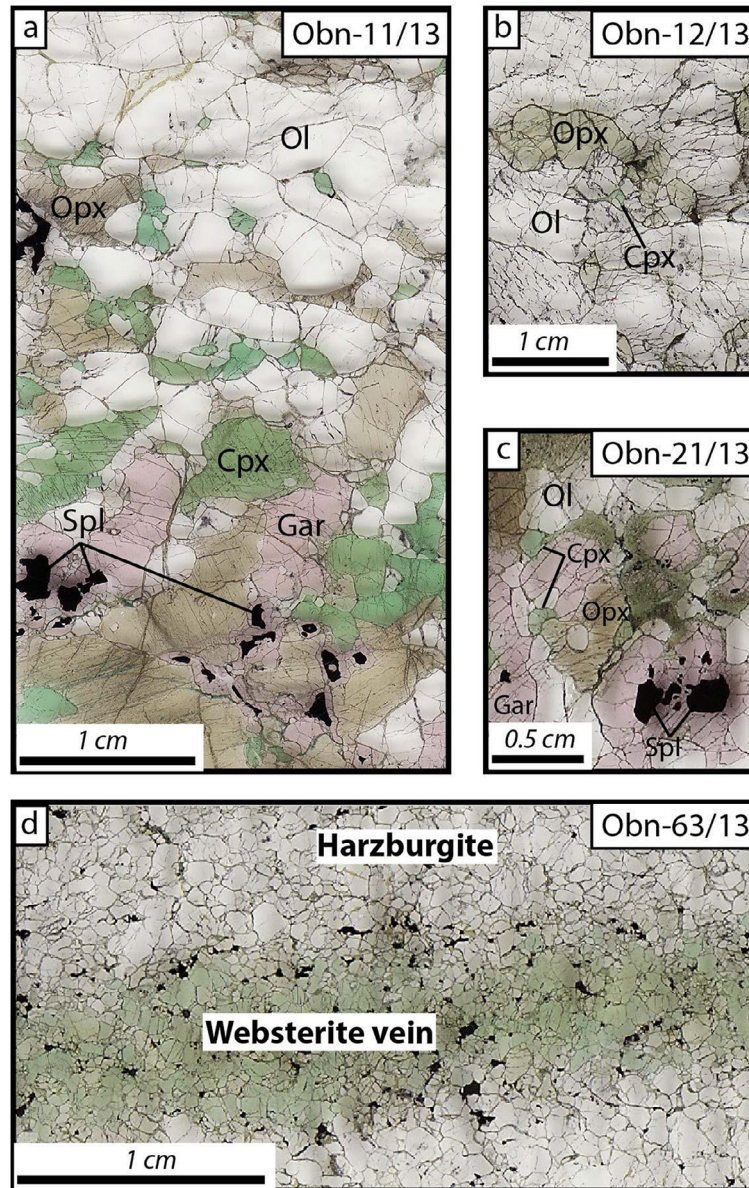 a
Obn-11/13
Ol
Opx
Cpx
Spl
Gar
1 cm
b
Obn-12/13
Opx
Ol
Cpx
1 cm
c
Obn-21/13
Ol
Cpx
Opx
Gar
Spl
0.5 cm
d
Obn-63/13
Harzburgite
Websterite vein
1 cm